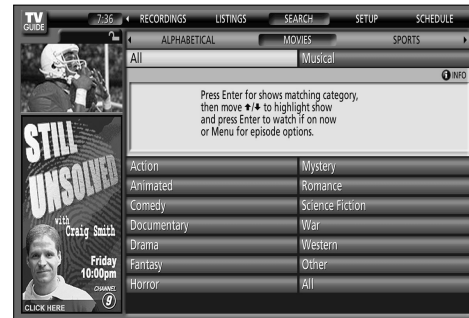 TV
GUIDE
7:36
RECORDINGS LISTINGS SEARCH SETUP SCHEDULE
ALPHABETICAL MOVIES SPORTS
All Musical
i INFO
Press Enter for shows matching category,
then move ↑/↓ to highlight show
and press Enter to watch if on now
or Menu for episode options.
STILL
UNSOLVED
with
Craig Smith
Friday
10:00pm
CHANNEL
9
CLICK HERE
Action Mystery
Animated Romance
Comedy Science Fiction
Documentary War
Drama Western
Fantasy Other
Horror All